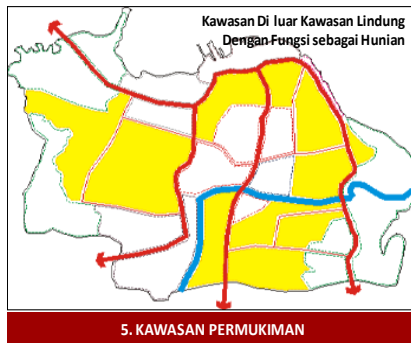 Kawasan Di luar Kawasan Lindung
Dengan Fungsi sebagai Hunian
5. KAWASAN PERMUKIMAN